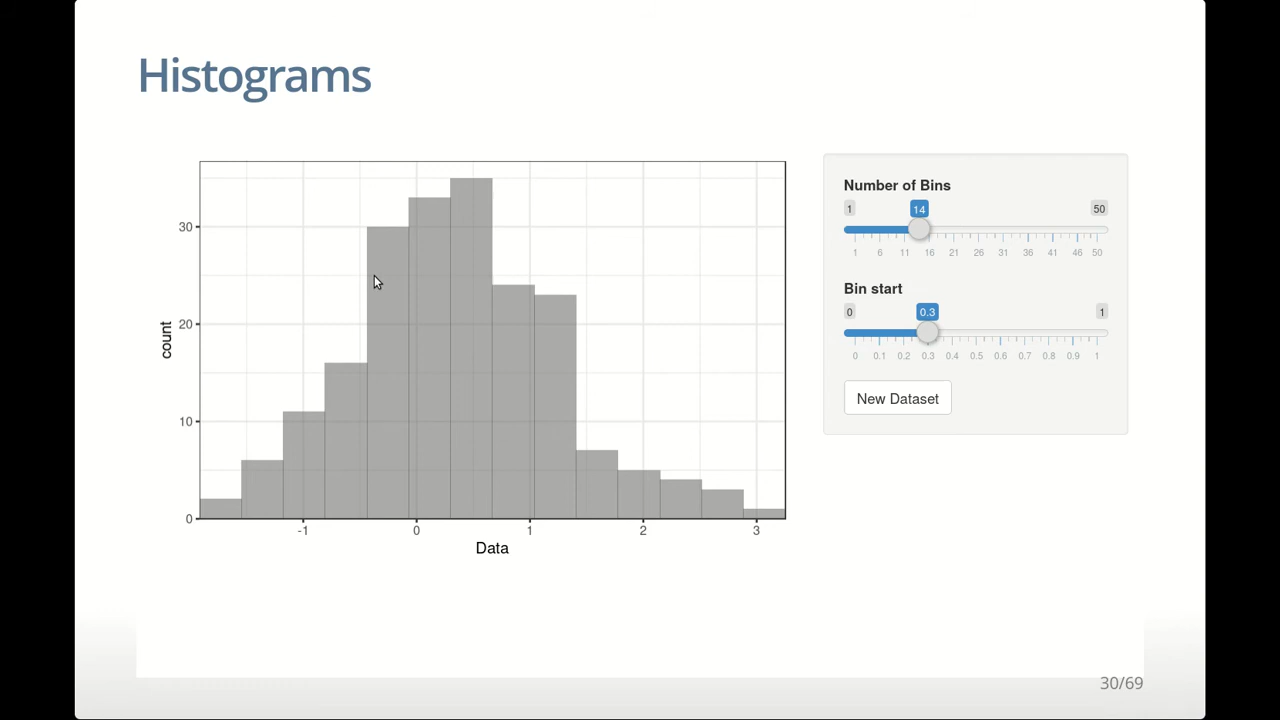 Histograms
30
20
10
0
count
-1 0 1 2 3
Data
Number of Bins
1 14 50
1 6 11 16 21 26 31 36 41 46 50
Bin start
0 0.3 1
0 0.1 0.2 0.3 0.4 0.5 0.6 0.7 0.8 0.9 1
New Dataset
30/69